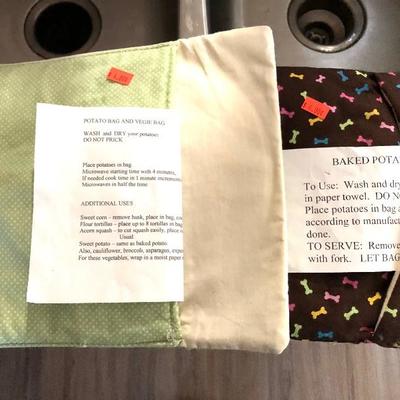 POTATO BAG AND VEGIE BAG
WASH and DRY your potatoes
DO NOT PRICK
Place potatoes in bag
Microwave starting time with 4 minutes,
If needed cook time in 1 minute increments
Microwaves in half the time
ADDITIONAL USES
Sweet corn – remove husk, place in bag,
Flour tortillas – place up to 8 tortillas in bag
Acorn squash – to cut squash easily, place
Usual
Sweet potato – same as baked potato
Also, cauliflower, broccoli, asparagus,
For these vegetables, wrap in a moist paper
BAKED POTA
To Use: Wash and dry
in paper towel. DO NO
Place potatoes in bag a
according to manufact
done.
TO SERVE: Remove
with fork. LET BAG